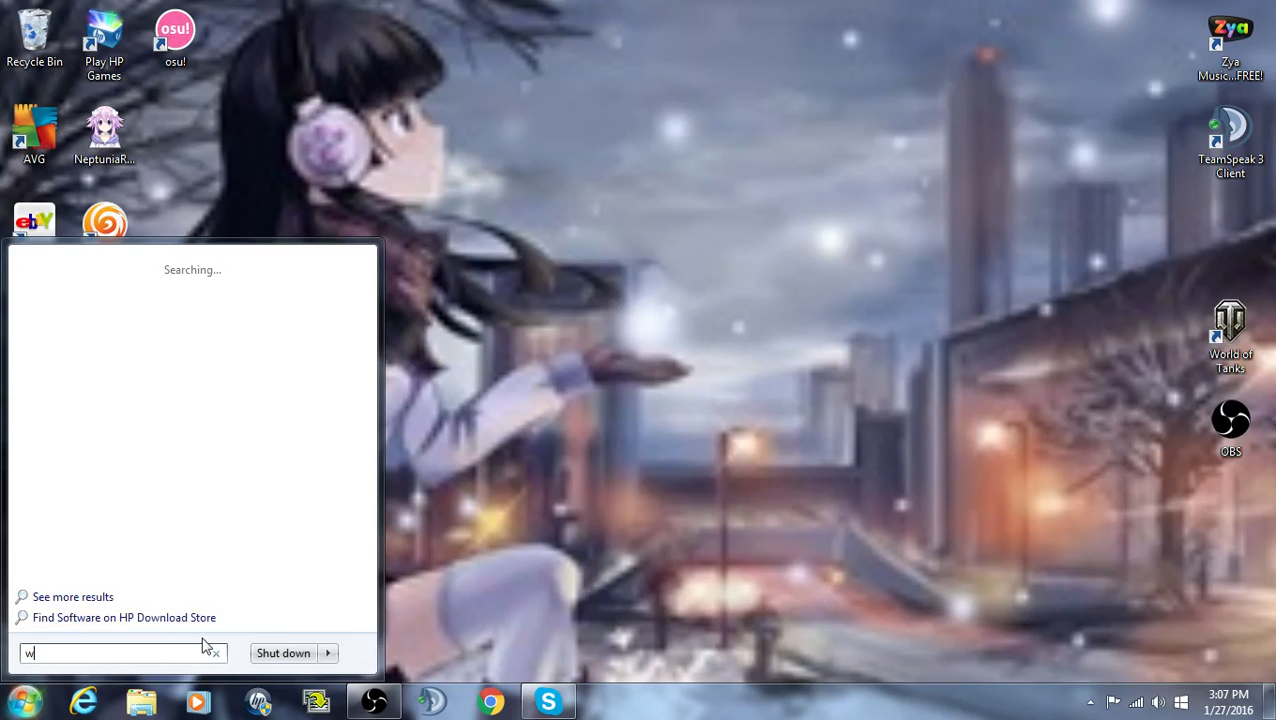 Recycle Bin
Play HP
Games
osu!
osu!
Zya
Zya
Music...FREE!
AVG
NeptuniaR...
TeamSpeak 3
Client
ebY
Searching...
World of
Tanks
OBS
See more results
Find Software on HP Download Store
w
Shut down
3:07 PM
1/27/2016